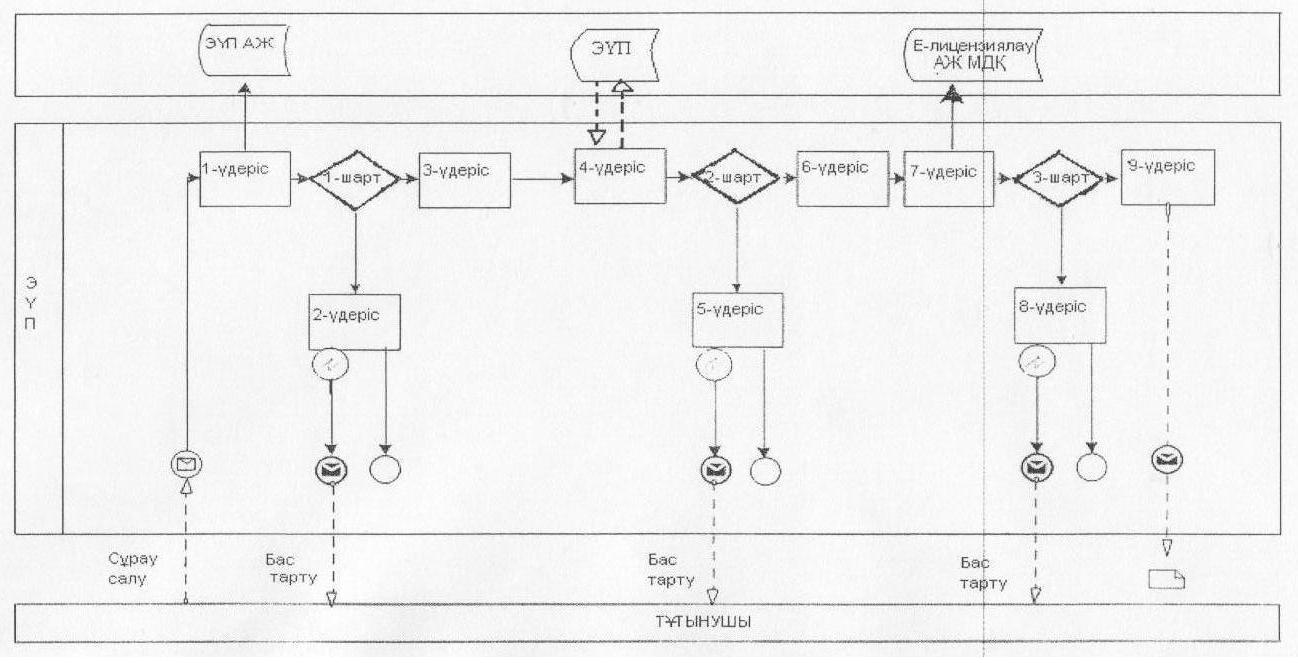 ЭҮП АЖ
ЭҮП
Е-лицензиялау
АЖ МДҚ
1-үдеріс
1-шарт
3-үдеріс
4-үдеріс
2-шарт
6-үдеріс
7-үдеріс
3-шарт
9-үдеріс
Э
Ү
П
2-үдеріс
5-үдеріс
8-үдеріс
Сұрау
салу
Бас
тарту
Бас
тарту
Бас
тарту
ТҰТЫНУШЫ